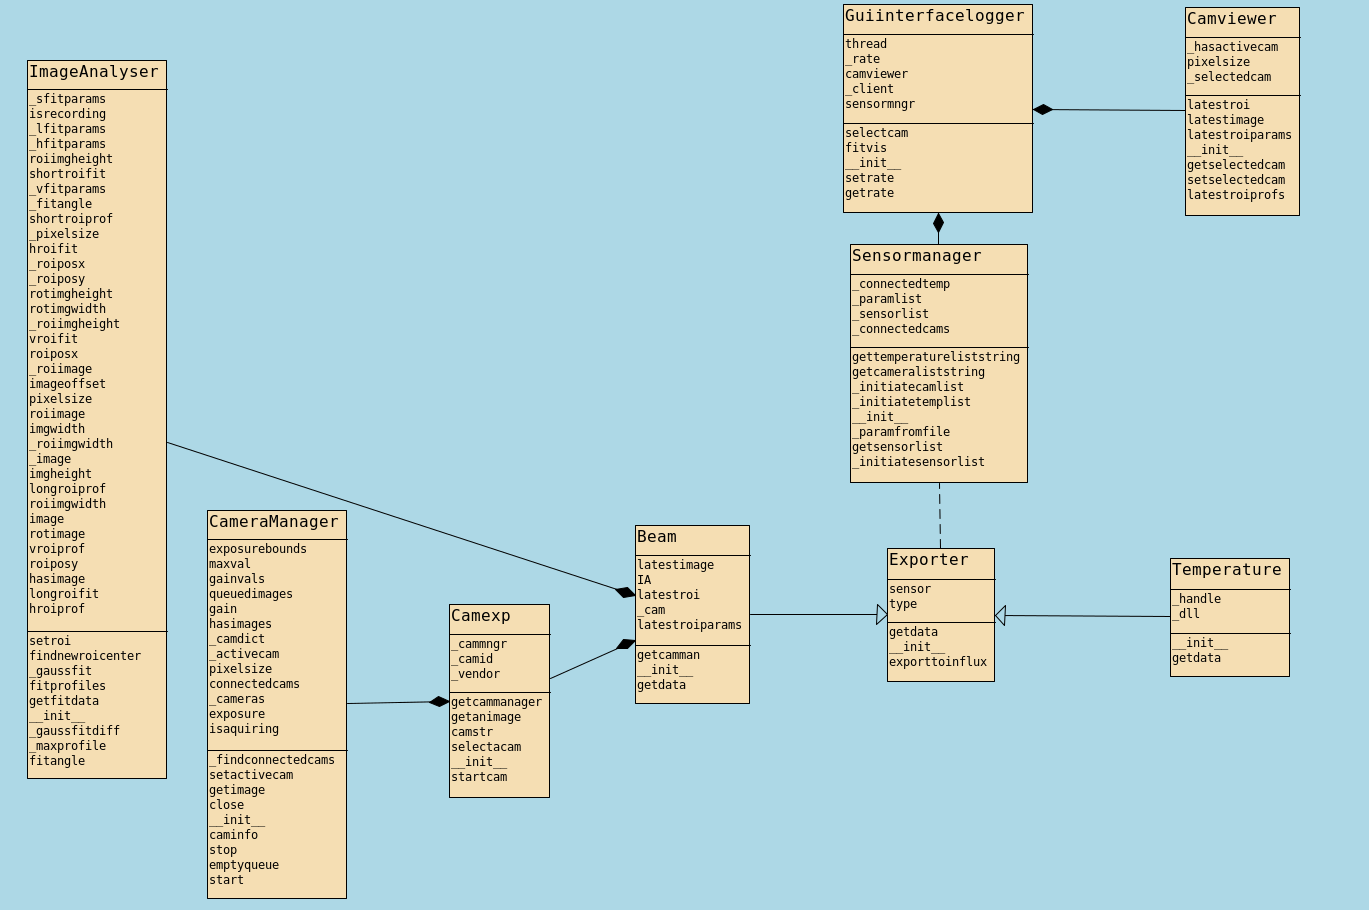 ImageAnalyser
_sfitparams
isrecording
_lfitparams
_hfitparams
roiimgheight
shortroifit
_vfitparams
_fitangle
shortroiprof
_pixelsize
hroifit
_roiposx
_roiposy
rotimgheight
rotimgwidth
_roiimgheight
vroifit
roiposx
_roiimage
imageoffset
pixelsize
roiimage
imgwidth
_roiimgwidth
_image
imgheight
longroiprof
roiimgwidth
image
rotimage
vroiprof
roiposy
hasimage
longroifit
hroiprof
setroi
findnewroicenter
_gaussfit
fitprofiles
getfitdata
__init__
_gaussfitdiff
_maxprofile
fitangle
CameraManager
exposurebounds
maxval
gainvals
queuedimages
gain
hasimages
_camdict
_activecam
pixelsize
connectedcams
_cameras
exposure
isaquiring
_findconnectedcams
setactivecam
getimage
close
__init__
caminfo
stop
emptyqueue
start
Camexp
_cammngr
_camid
_vendor
getcammanager
getanimage
camstr
selectacam
__init__
startcam
Beam
latestimage
IA
latestroi
_cam
latestroiparams
getcamman
__init__
getdata
Guiinterfacelogger
thread
_rate
camviewer
_client
sensormngr
selectcam
fitvis
__init__
setrate
getrate
Camviewer
_hasactivecam
pixelsize
_selectedcam
latestroi
latestimage
latestroiparams
__init__
getselectedcam
setselectedcam
latestroiprofs
Sensormanager
_connectedtemp
_paramlist
_sensorlist
_connectedcams
gettemperatureliststring
getcameraliststring
_initiatecamlist
_initiatetemplist
__init__
_paramfromfile
getsensorlist
_initiatesensorlist
Exporter
sensor
type
getdata
__init__
exporttoinflux
Temperature
_handle
_dll
__init__
getdata